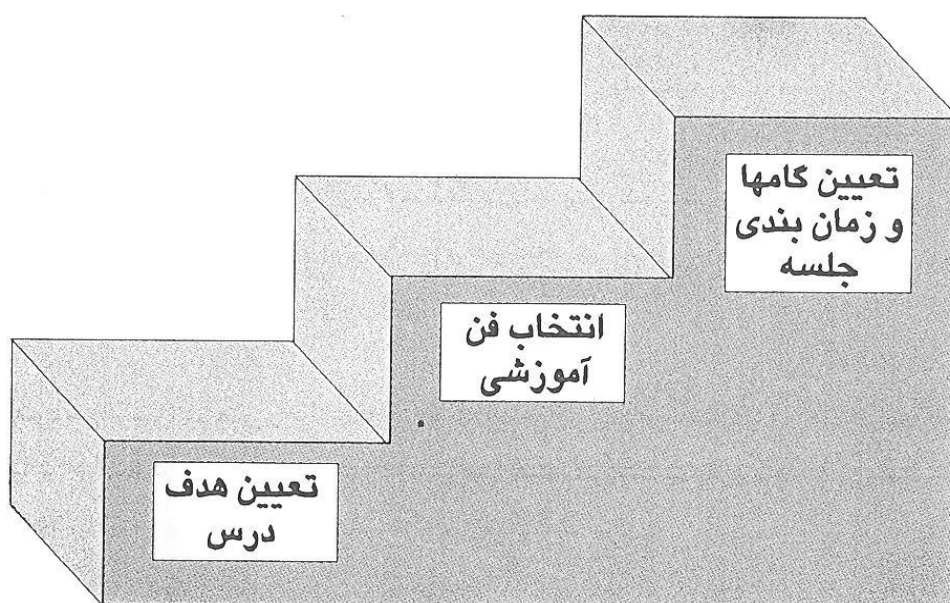 تعیین گامها
و زمان بندی
جلسه
انتخاب فن
آموزشی
تعیین هدف
درس